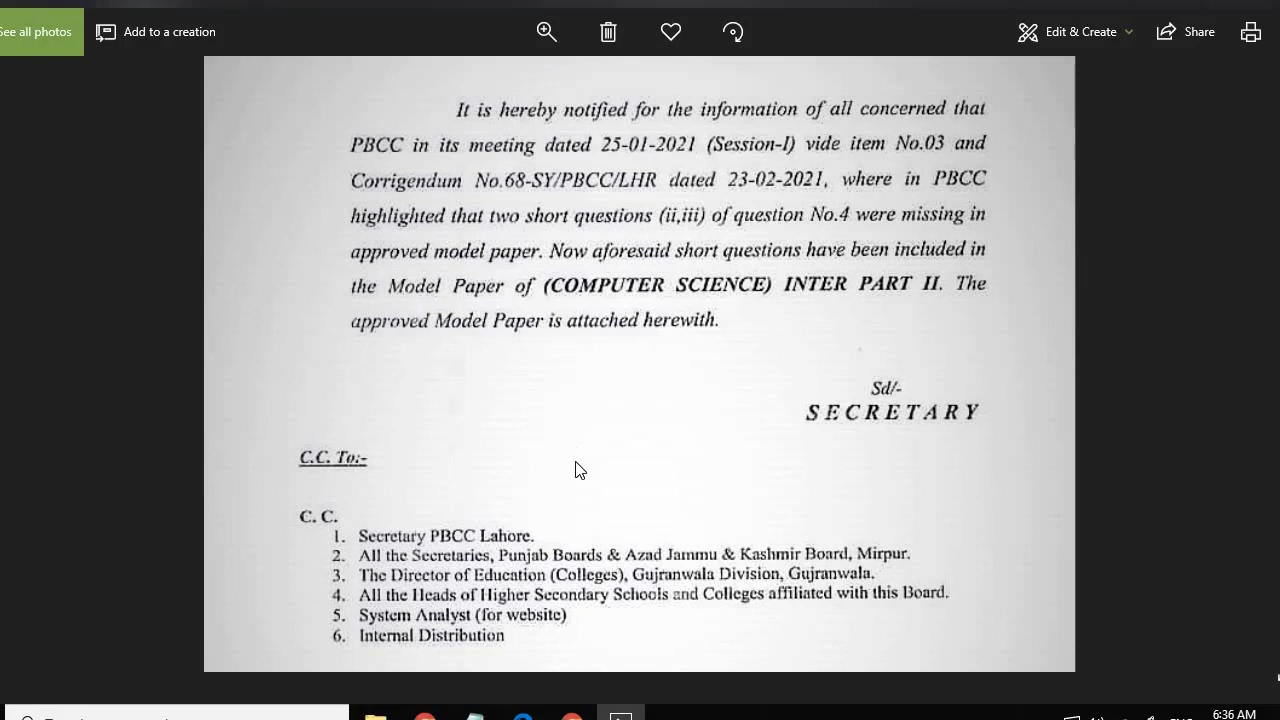 See all photos
Add to a creation
Edit & Create
Share
It is hereby notified for the information of all concerned that
PBCC in its meeting dated 25-01-2021 (Session-I) vide item No.03 and
Corrigendum No.68-SY/PBCC/LHR dated 23-02-2021, where in PBCC
highlighted that two short questions (ii,iii) of question No.4 were missing in
approved model paper. Now aforesaid short questions have been included in
the Model Paper of (COMPUTER SCIENCE) INTER PART II. The
approved Model Paper is attached herewith.
Sd/-
SECRETARY
C.C. To:-
C. C.
1. Secretary PBCC Lahore.
2. All the Secretaries, Punjab Boards & Azad Jammu & Kashmir Board, Mirpur.
3. The Director of Education (Colleges), Gujranwala Division, Gujranwala.
4. All the Heads of Higher Secondary Schools and Colleges affiliated with this Board.
5. System Analyst (for website)
6. Internal Distribution
6:36 AM